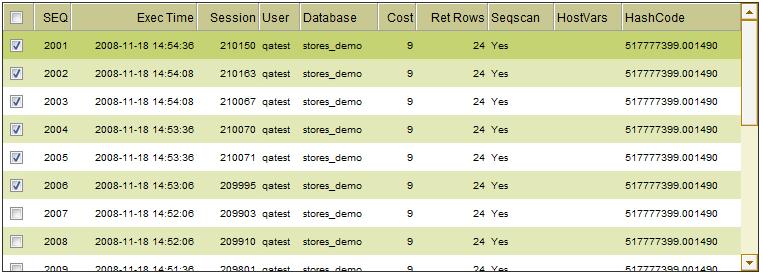 SEQ Exec Time Session User Database Cost Ret Rows Seqscan HostVars HashCode
2001 2008-11-18 14:54:36 210150 qatest stores_demo 9 24 Yes 517777399.001490
2002 2008-11-18 14:54:08 210163 qatest stores_demo 9 24 Yes 517777399.001490
2003 2008-11-18 14:54:08 210067 qatest stores_demo 9 24 Yes 517777399.001490
2004 2008-11-18 14:53:36 210070 qatest stores_demo 9 24 Yes 517777399.001490
2005 2008-11-18 14:53:36 210071 qatest stores_demo 9 24 Yes 517777399.001490
2006 2008-11-18 14:53:06 209995 qatest stores_demo 9 24 Yes 517777399.001490
2007 2008-11-18 14:52:06 209903 qatest stores_demo 9 24 Yes 517777399.001490
2008 2008-11-18 14:52:06 209910 qatest stores_demo 9 24 Yes 517777399.001490
2009 2008-11-18 14:51:36 209801 qatest stores_demo 9 24 Yes 517777399.001490